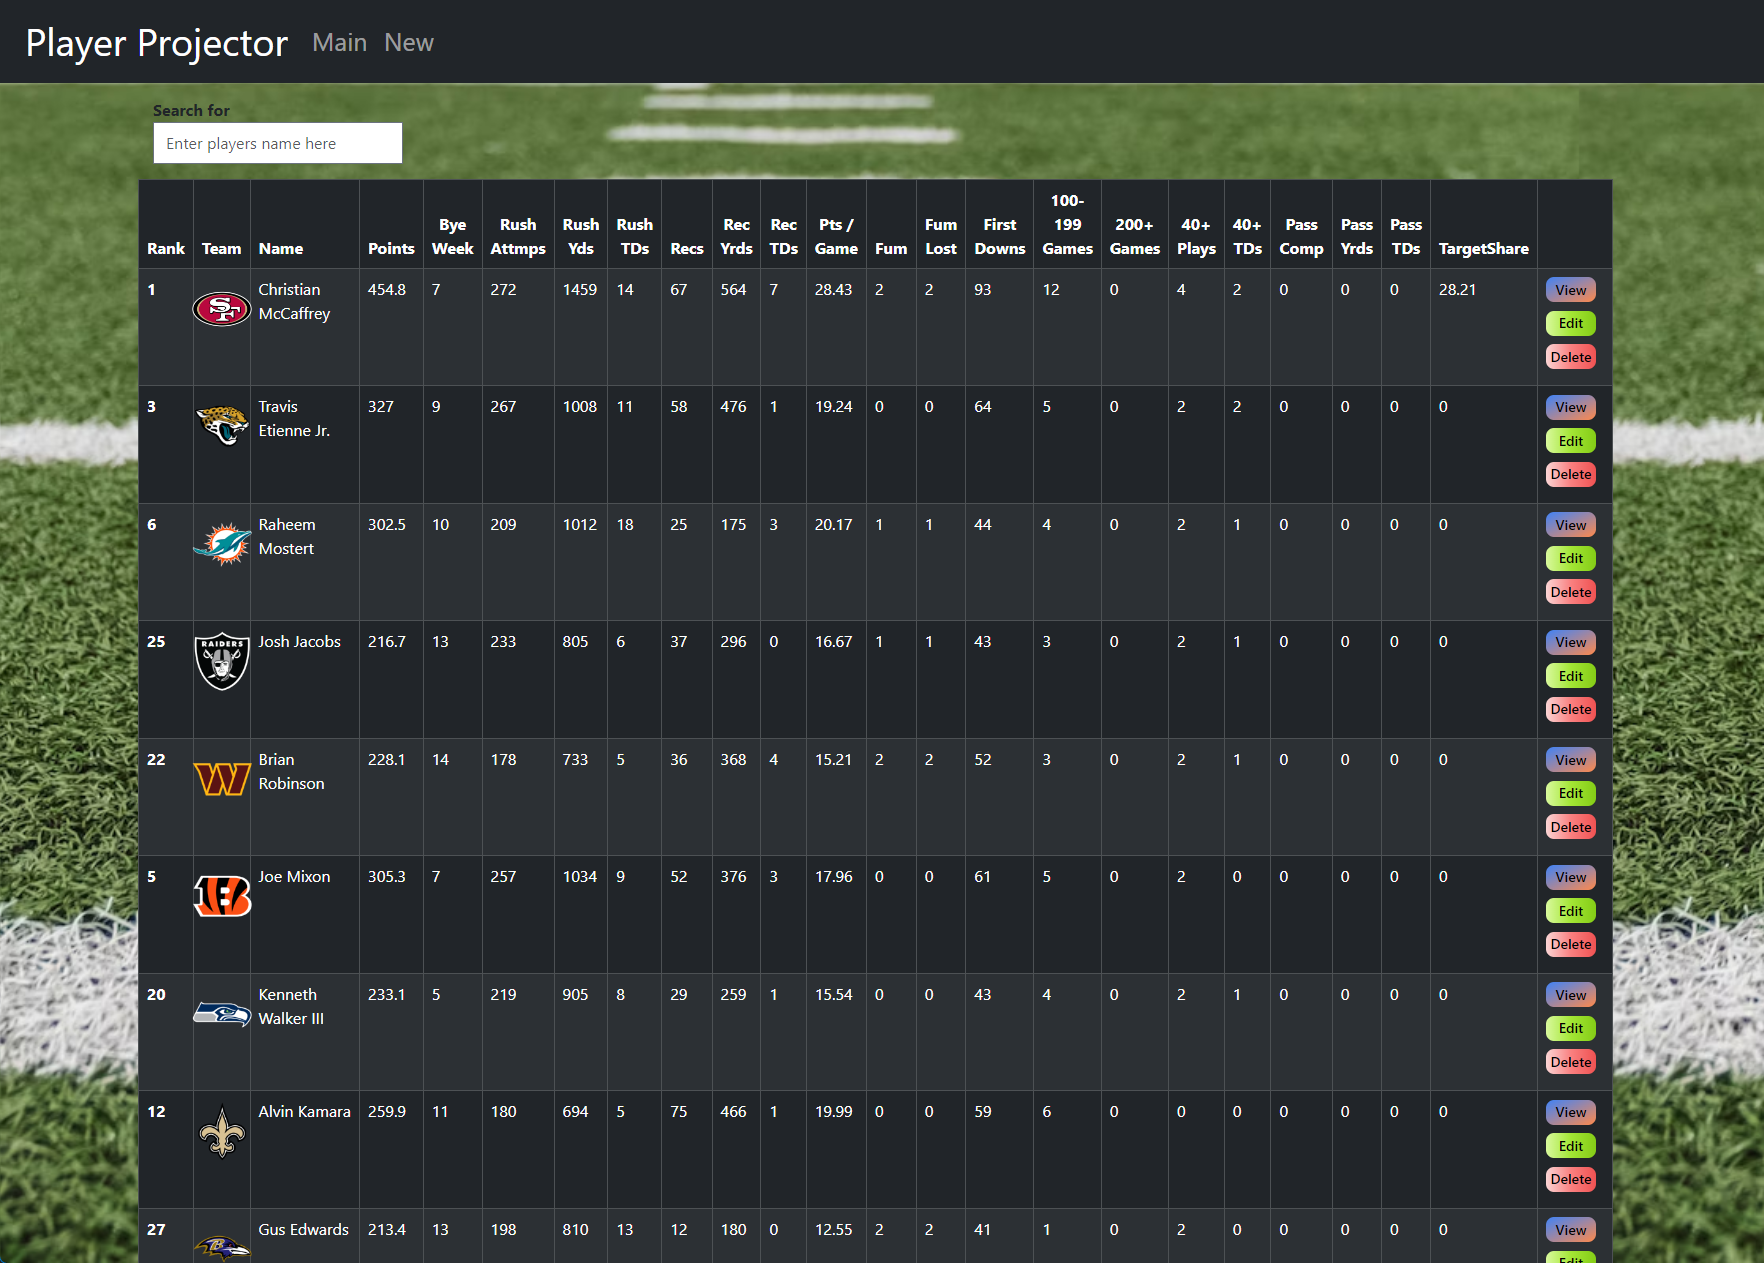 Player Projector Main New
Search for
Enter players name here
Rank Team Name Points Bye Week Rush Attmps Rush Yds Rush TDs Recs Rec Yrds Rec TDs Pts / Game Fum Fum Lost First Downs 100-199 Games 200+ Games 40+ Plays 40+ TDs Pass Comp Pass Yrds Pass TDs TargetShare
1 SF Christian McCaffrey 454.8 7 272 1459 14 67 564 7 28.43 2 2 93 12 0 4 2 0 0 0 28.21 View
Edit
Delete
3 Travis Etienne Jr. 327 9 267 1008 11 58 476 1 19.24 0 0 64 5 0 2 2 0 0 0 0 View
Edit
Delete
6 Raheem Mostert 302.5 10 209 1012 18 25 175 3 20.17 1 1 44 4 0 2 1 0 0 0 0 View
Edit
Delete
25 RAIDERS Josh Jacobs 216.7 13 233 805 6 37 296 0 16.67 1 1 43 3 0 2 1 0 0 0 0 View
Edit
Delete
22 W Brian Robinson 228.1 14 178 733 5 36 368 4 15.21 2 2 52 3 0 2 1 0 0 0 0 View
Edit
Delete
5 B Joe Mixon 305.3 7 257 1034 9 52 376 3 17.96 0 0 61 5 0 2 0 0 0 0 0 View
Edit
Delete
20 Kenneth Walker III 233.1 5 219 905 8 29 259 1 15.54 0 0 43 4 0 2 1 0 0 0 0 View
Edit
Delete
12 Alvin Kamara 259.9 11 180 694 5 75 466 1 19.99 0 0 59 6 0 0 0 0 0 0 0 View
Edit
Delete
27 B Gus Edwards 213.4 13 198 810 13 12 180 0 12.55 2 2 41 1 0 2 0 0 0 0 0 View
Edit